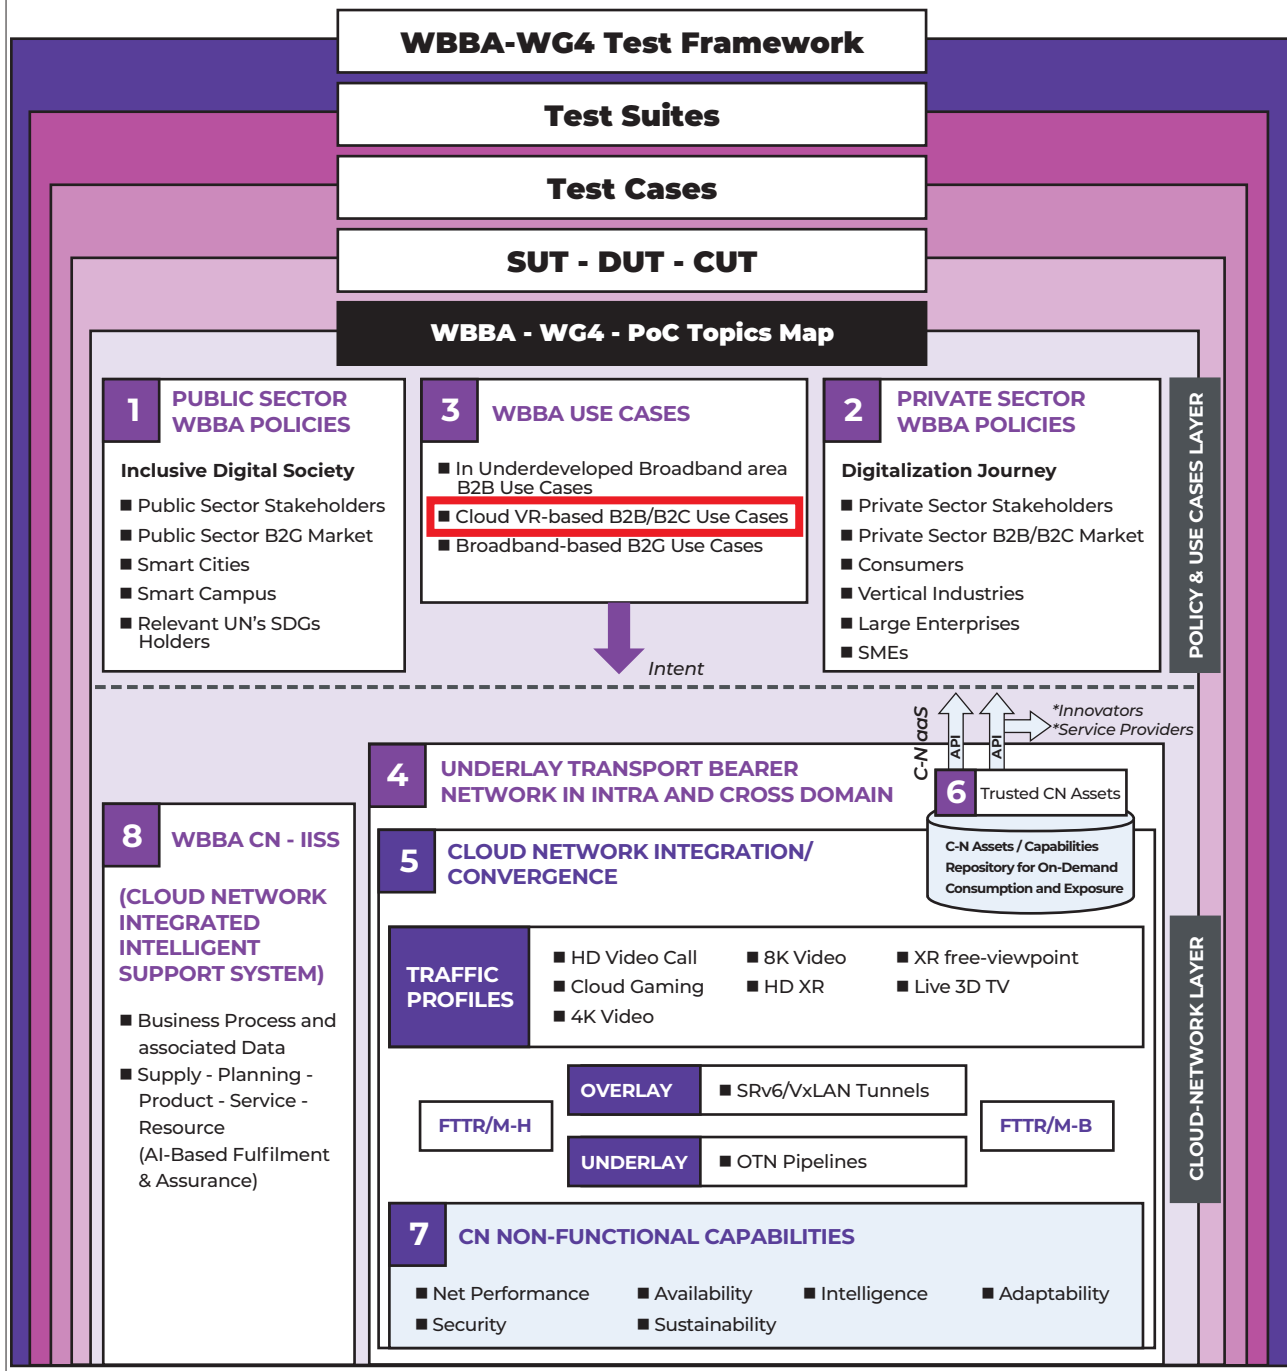 WBBA-WG4 Test Framework
Test Suites
Test Cases
SUT - DUT - CUT
WBBA - WG4 - PoC Topics Map
1
PUBLIC SECTOR
WBBA POLICIES
Inclusive Digital Society
■ Public Sector Stakeholders
■ Public Sector B2G Market
■ Smart Cities
■ Smart Campus
■ Relevant UN's SDGs
Holders
3
WBBA USE CASES
■ In Underdeveloped Broadband area
B2B Use Cases
■ Cloud VR-based B2B/B2C Use Cases
■ Broadband-based B2G Use Cases
2
PRIVATE SECTOR
WBBA POLICIES
Digitalization Journey
■ Private Sector Stakeholders
■ Private Sector B2B/B2C Market
■ Consumers
■ Vertical Industries
■ Large Enterprises
■ SMEs
POLICY & USE CASES LAYER
Intent
C-N aaS
API
API
*Innovators
*Service Providers
8
WBBA CN - IISS
(CLOUD NETWORK
INTEGRATED
INTELLIGENT
SUPPORT SYSTEM)
■ Business Process and
associated Data
■ Supply - Planning -
Product - Service -
Resource
(AI-Based Fulfilment
& Assurance)
4
UNDERLAY TRANSPORT BEARER
NETWORK IN INTRA AND CROSS DOMAIN
6
Trusted CN Assets
C-N Assets / Capabilities
Repository for On-Demand
Consumption and Exposure
5
CLOUD NETWORK INTEGRATION/
CONVERGENCE
TRAFFIC
PROFILES
■ HD Video Call
■ Cloud Gaming
■ 4K Video
■ 8K Video
■ HD XR
■ XR free-viewpoint
■ Live 3D TV
FTTR/M-H
OVERLAY
■ SRv6/VxLAN Tunnels
UNDERLAY
■ OTN Pipelines
FTTR/M-B
7
CN NON-FUNCTIONAL CAPABILITIES
■ Net Performance
■ Availability
■ Intelligence
■ Adaptability
■ Security
■ Sustainability
CLOUD-NETWORK LAYER